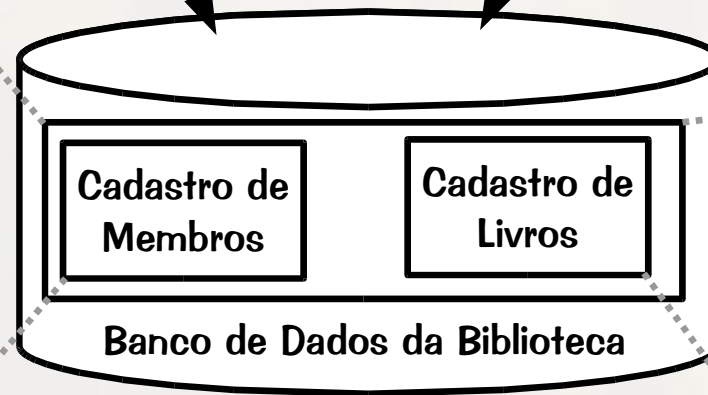 Cadastro de
Membros
Cadastro de
Livros
Banco de Dados da Biblioteca